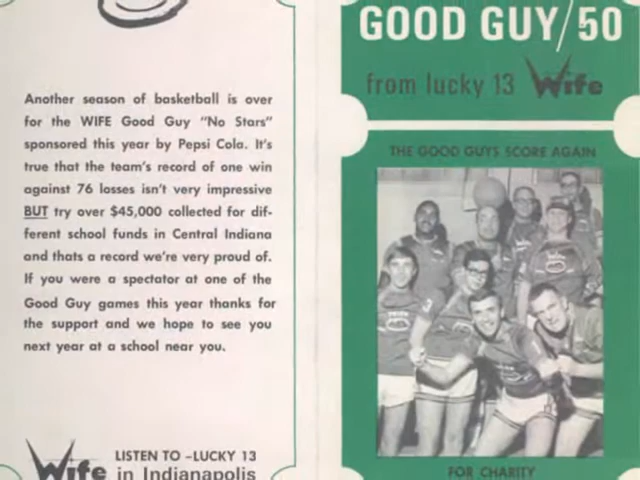 Another season of basketball is over
for the WIFE Good Guy "No Stars"
sponsored this year by Pepsi Cola. It's
true that the team's record of one win
against 76 losses isn't very impressive
BUT try over $45,000 collected for dif-
ferent school funds in Central Indiana
and thats a record we're very proud of.
If you were a spectator at one of the
Good Guy games this year thanks for
the support and we hope to see you
next year at a school near you.
Wife
LISTEN TO -LUCKY 13
in Indianapolis
GOOD GUY/50
from lucky 13 Wife
THE GOOD GUYS SCORE AGAIN
FOR CHARITY